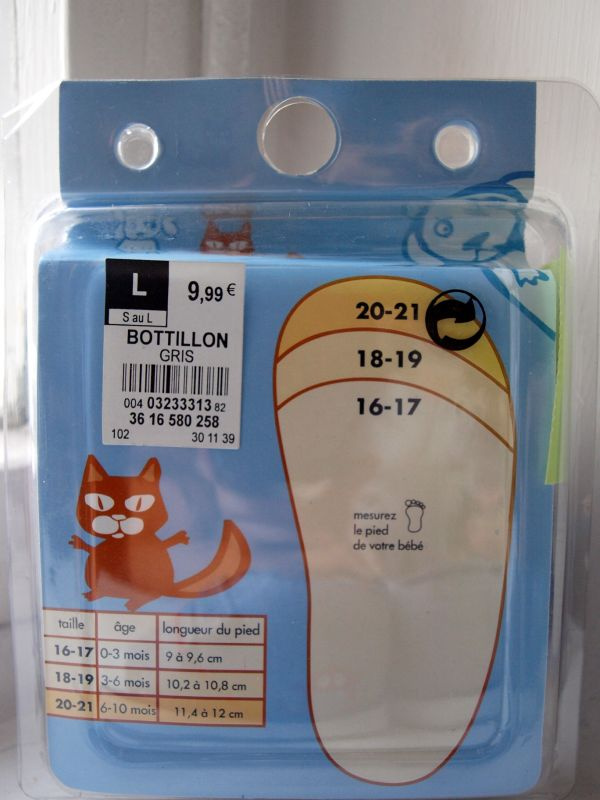 L
9,99 €
S au L
BOTTILLON
GRIS
004 03233313 82
36 16 580 258
102 30 11 39
20-21
18-19
16-17
mesurez
le pied
de votre bébé
taille âge longueur du pied
16-17 0-3 mois 9 à 9,6 cm
18-19 3-6 mois 10,2 à 10,8 cm
20-21 6-10 mois 11,4 à 12 cm